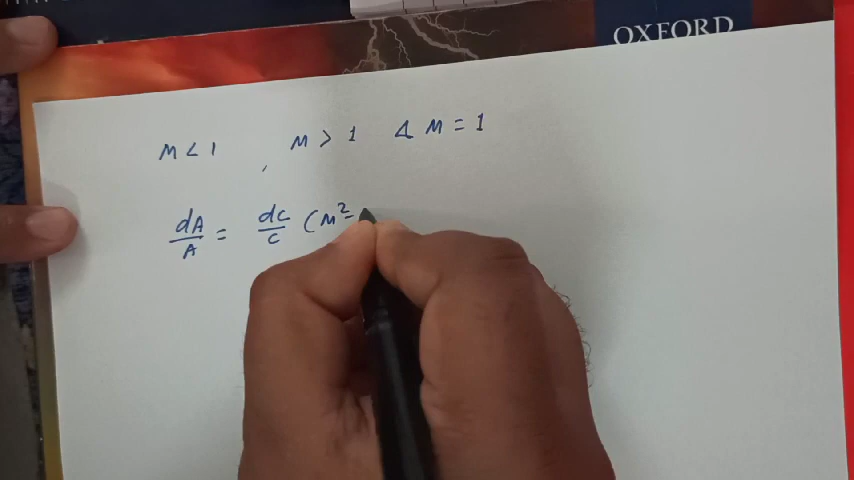 OXFORD
M < 1 , M > 1 & M = 1
dA/A = dC/C (M² -